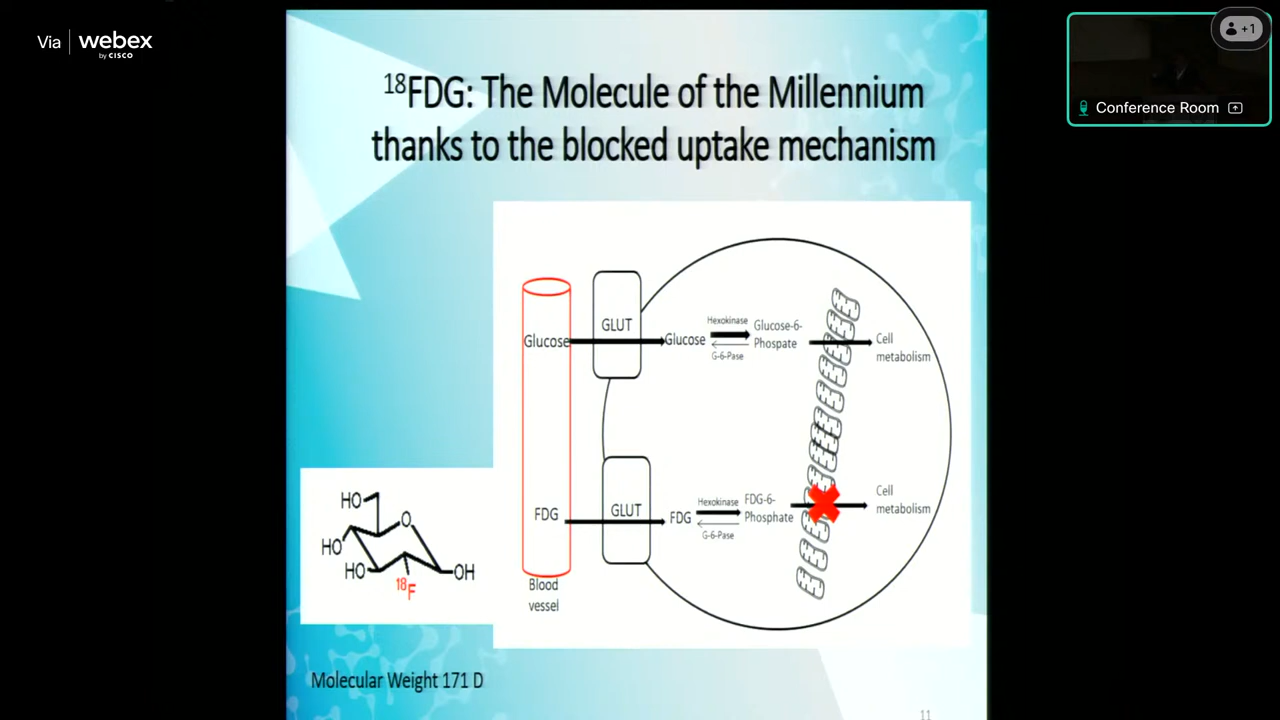 Via webex
by CISCO
+1
Conference Room
18FDG: The Molecule of the Millennium
thanks to the blocked uptake mechanism
Glucose
GLUT
Glucose
Hexokinase
G-6-Pase
Glucose-6-
Phospate
Cell
metabolism
FDG
GLUT
FDG
Hexokinase
G-6-Pase
FDG-6-
Phosphate
Cell
metabolism
Blood
vessel
HO
O
HO
HO
18F
OH
Molecular Weight 171 D
11